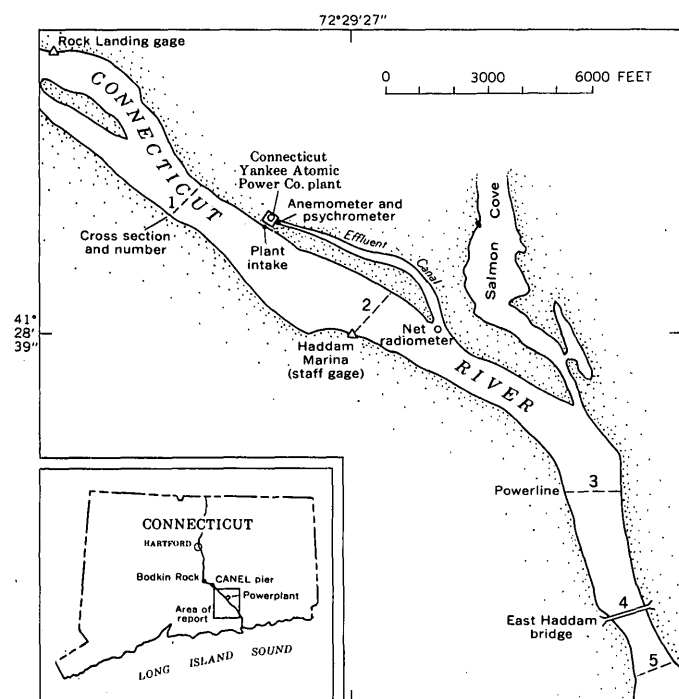 72°29'27"
Rock Landing gage
0 3000 6000 FEET
CONNECTICUT
Connecticut
Yankee Atomic
Power Co. plant
Anemometer and
psychrometer
1
Cross section
and number
Plant
intake
Effluent
Canal
Salmon Cove
2
41°
28'
39"
Haddam
Marina
(staff gage)
Net
radiometer
RIVER
Powerline
3
4
East Haddam
bridge
5
CONNECTICUT
HARTFORD
Bodkin Rock
CANEL pier
Powerplant
Area of
report
LONG ISLAND SOUND